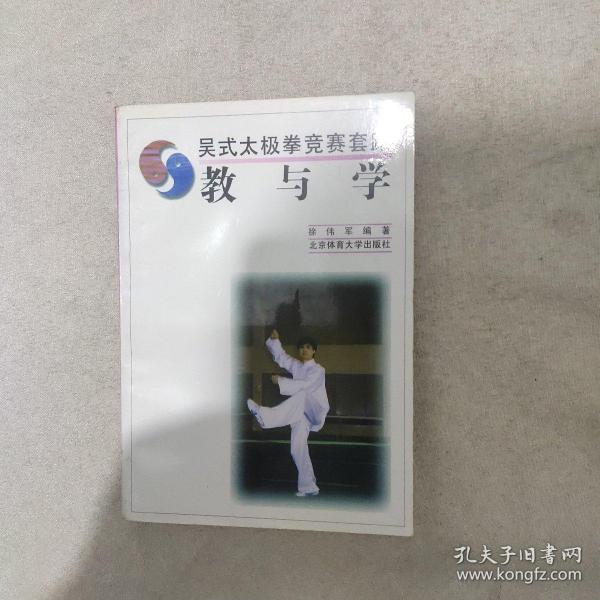 吴式太极拳竞赛套路
教与学
徐伟军编著
北京体育大学出版社
孔夫子旧书网
www.kongfz.com